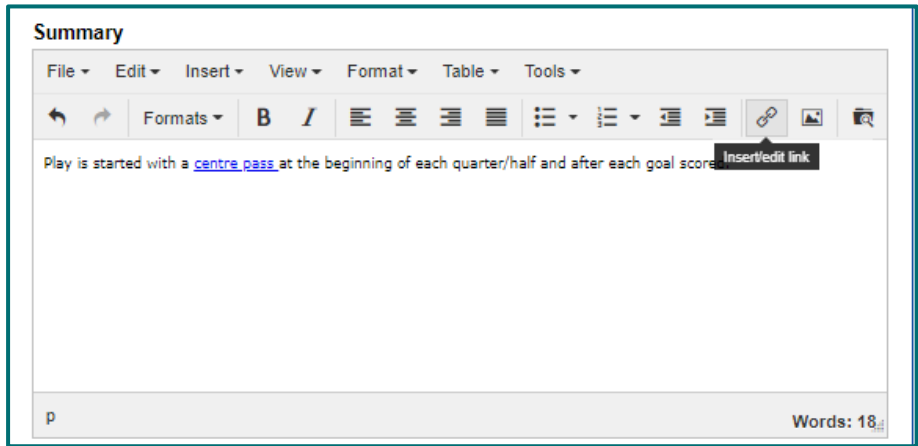 Summary
File Edit Insert View Format Table Tools
Formats B I
Play is started with a centre pass at the beginning of each quarter/half and after each goal scored.
Insert/edit link
p Words: 18